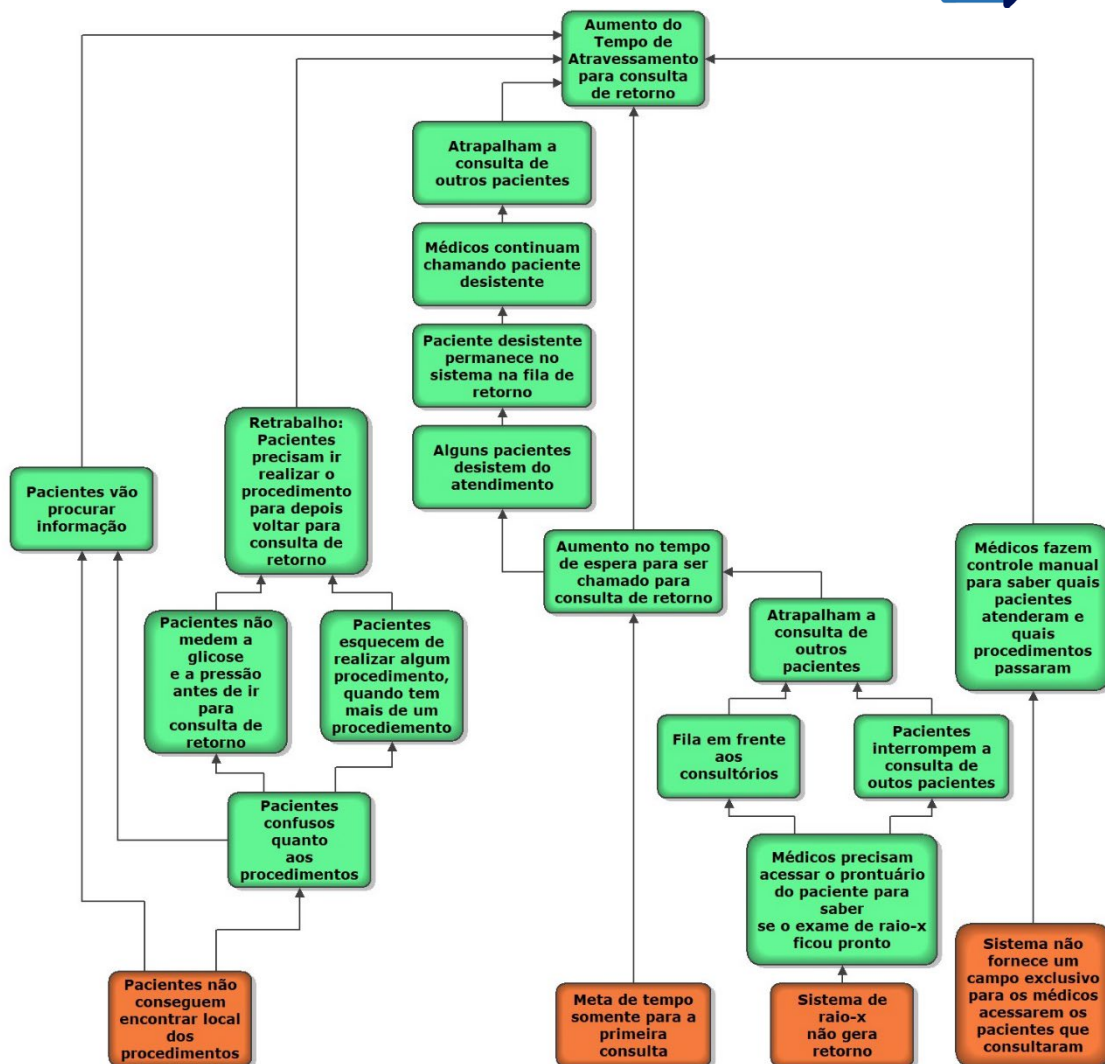 Aumento do
Tempo de
Atravessamento
para consulta
de retorno
Atrapalham a
consulta de
outros pacientes
Médicos continuam
chamando paciente
desistente
Paciente desistente
permanece no
sistema na fila de
retorno
Alguns pacientes
desistem do
atendimento
Retrabalho:
Pacientes
precisam ir
realizar o
procedimento
para depois
voltar para
consulta de
retorno
Pacientes vão
procurar
informação
Aumento no tempo
de espera para ser
chamado para
consulta de retorno
Médicos fazem
controle manual
para saber quais
pacientes
atenderam e
quais
procedimentos
passaram
Atrapalham a
consulta de
outros
pacientes
Pacientes não
medem a
glicose
e a pressão
antes de ir
para
consulta de
retorno
Pacientes
esquecem de
realizar algum
procedimento,
quando tem
mais de um
procediemento
Fila em frente
aos
consultórios
Pacientes
interrompem a
consulta de
outos pacientes
Pacientes
confusos
quanto
aos
procedimentos
Médicos precisam
acessar o prontuário
do paciente para
saber
se o exame de raio-x
ficou pronto
Pacientes não
conseguem
encontrar local
dos
procedimentos
Meta de tempo
somente para a
primeira
consulta
Sistema de
raio-x
não gera
retorno
Sistema não
fornece um
campo exclusivo
para os médicos
acessarem os
pacientes que
consultaram